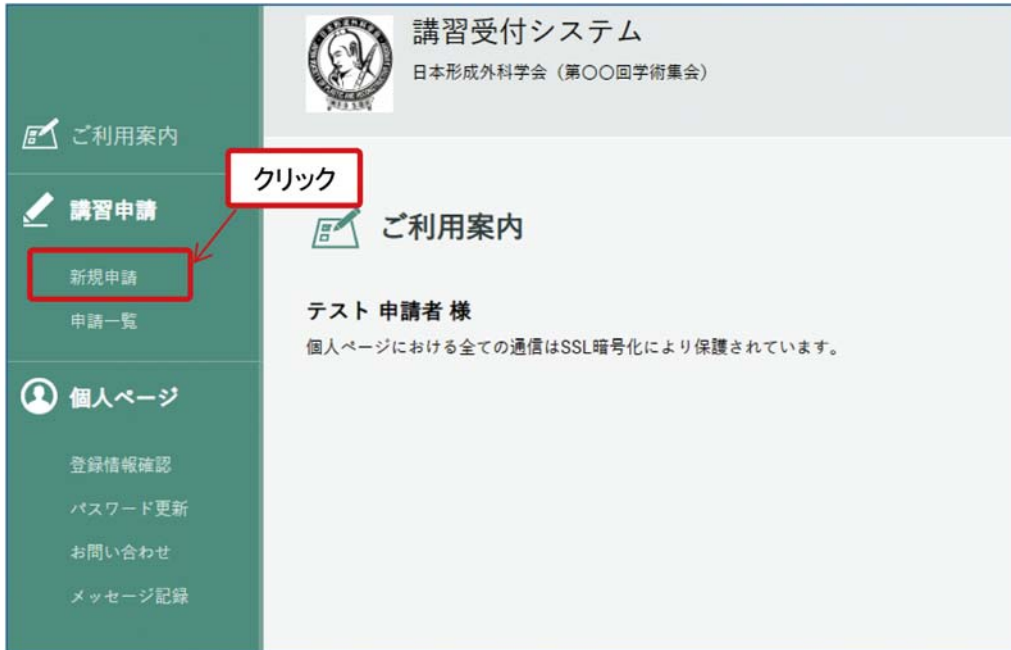 講習受付システム
日本形成外科学会（第〇〇回学術集会）
ご利用案内
講習申請
新規申請
申請一覧
個人ページ
登録情報確認
パスワード更新
お問い合わせ
メッセージ記録
クリック
ご利用案内
テスト 申請者 様
個人ページにおける全ての通信はSSL暗号化により保護されています。